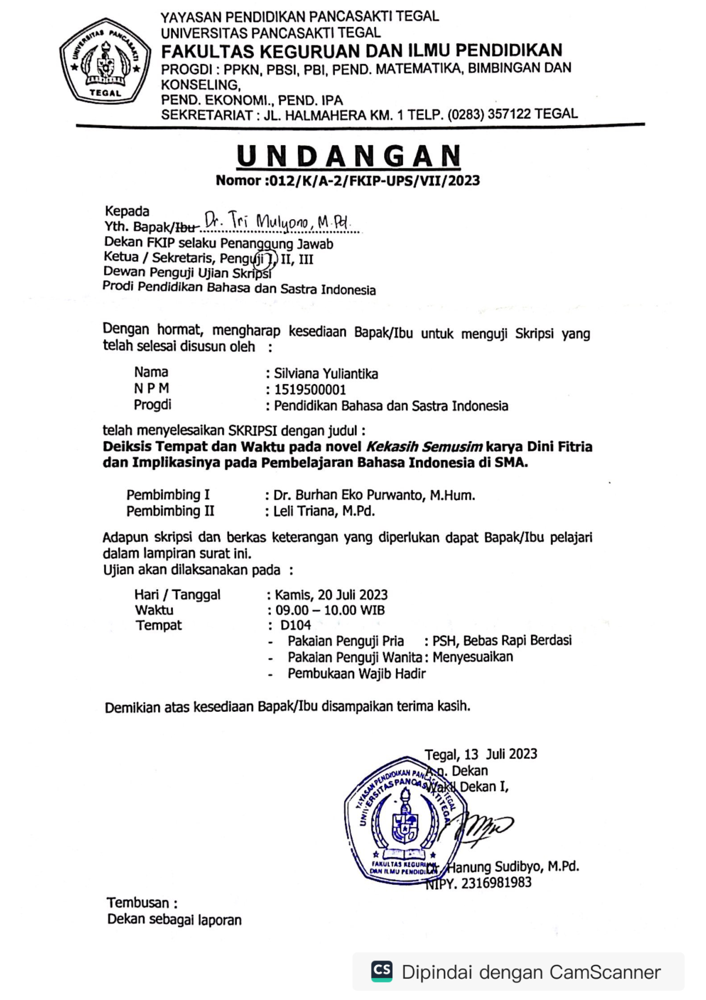 YAYASAN PENDIDIKAN PANCASAKTI TEGAL
UNIVERSITAS PANCASAKTI TEGAL
FAKULTAS KEGURUAN DAN ILMU PENDIDIKAN
PROGDI : PPKN, PBSI, PBI, PEND. MATEMATIKA, BIMBINGAN DAN
KONSELING,
PEND. EKONOMI., PEND. IPA
SEKRETARIAT : JL. HALMAHERA KM. 1 TELP. (0283) 357122 TEGAL
UNIVERSITAS PANCASAKTI
TEGAL
UNDANGAN
Nomor :012/K/A-2/FKIP-UPS/VII/2023
Kepada
Yth. Bapak/Ibu Dr. Tri Mulyono, M.Pd.
Dekan FKIP selaku Penanggung Jawab
Ketua / Sekretaris, Penguji I, II, III
Dewan Penguji Ujian Skripsi
Prodi Pendidikan Bahasa dan Sastra Indonesia
Dengan hormat, mengharap kesediaan Bapak/Ibu untuk menguji Skripsi yang
telah selesai disusun oleh :
Nama : Silviana Yuliantika
N P M : 1519500001
Progdi : Pendidikan Bahasa dan Sastra Indonesia
telah menyelesaikan SKRIPSI dengan judul :
Deiksis Tempat dan Waktu pada novel Kekasih Semusim karya Dini Fitria
dan Implikasinya pada Pembelajaran Bahasa Indonesia di SMA.
Pembimbing I : Dr. Burhan Eko Purwanto, M.Hum.
Pembimbing II : Leli Triana, M.Pd.
Adapun skripsi dan berkas keterangan yang diperlukan dapat Bapak/Ibu pelajari
dalam lampiran surat ini.
Ujian akan dilaksanakan pada :
Hari / Tanggal : Kamis, 20 Juli 2023
Waktu : 09.00 – 10.00 WIB
Tempat : D104
- Pakaian Penguji Pria : PSH, Bebas Rapi Berdasi
- Pakaian Penguji Wanita : Menyesuaikan
- Pembukaan Wajib Hadir
Demikian atas kesediaan Bapak/Ibu disampaikan terima kasih.
Tegal, 13 Juli 2023
A.n. Dekan
Wakil Dekan I,
YAYASAN PENDIDIKAN PANCASAKTI TEGAL
UNIVERSITAS PANCASAKTI TEGAL
FAKULTAS KEGURUAN
DAN ILMU PENDIDIKAN
Dr. Hanung Sudibyo, M.Pd.
NIPY. 2316981983
Tembusan :
Dekan sebagai laporan
CS Dipindai dengan CamScanner